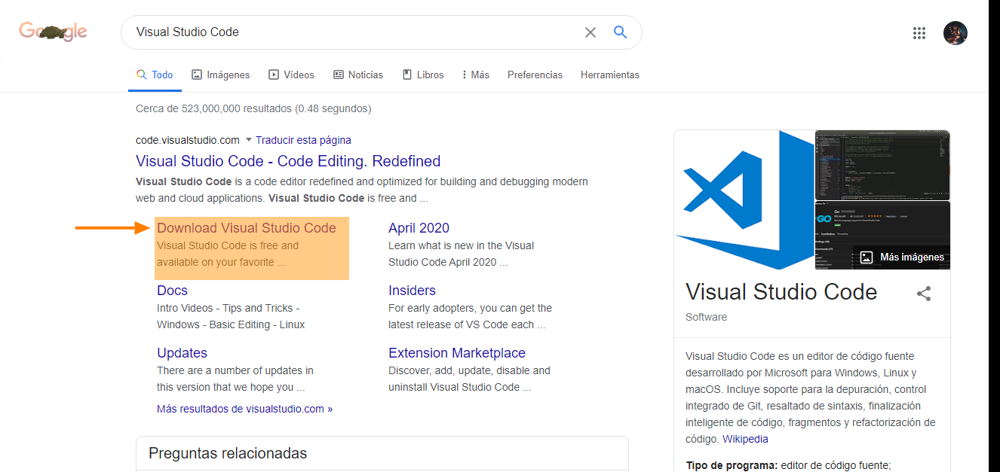 Google
Visual Studio Code
Todo
Imágenes
Vídeos
Noticias
Libros
Más
Preferencias
Herramientas
Cerca de 523,000,000 resultados (0.48 segundos)
code.visualstudio.com
Traducir esta página
Visual Studio Code - Code Editing. Redefined
Visual Studio Code is a code editor redefined and optimized for building and debugging modern
web and cloud applications. Visual Studio Code is free and ...
Download Visual Studio Code
Visual Studio Code is free and
available on your favorite ...
April 2020
Learn what is new in the Visual
Studio Code April 2020 ...
Docs
Intro Videos - Tips and Tricks -
Windows - Basic Editing - Linux
Insiders
For early adopters, you can get the
latest release of VS Code each ...
Updates
There are a number of updates in
this version that we hope you ...
Extension Marketplace
Discover, add, update, disable and
uninstall Visual Studio Code ...
Más resultados de visualstudio.com »
Preguntas relacionadas
GO
Go
Más imágenes
Visual Studio Code
Software
Visual Studio Code es un editor de código fuente
desarrollado por Microsoft para Windows, Linux y
macOS. Incluye soporte para la depuración, control
integrado de Git, resaltado de sintaxis, finalización
inteligente de código, fragmentos y refactorización de
código. Wikipedia
Tipo de programa: editor de código fuente;